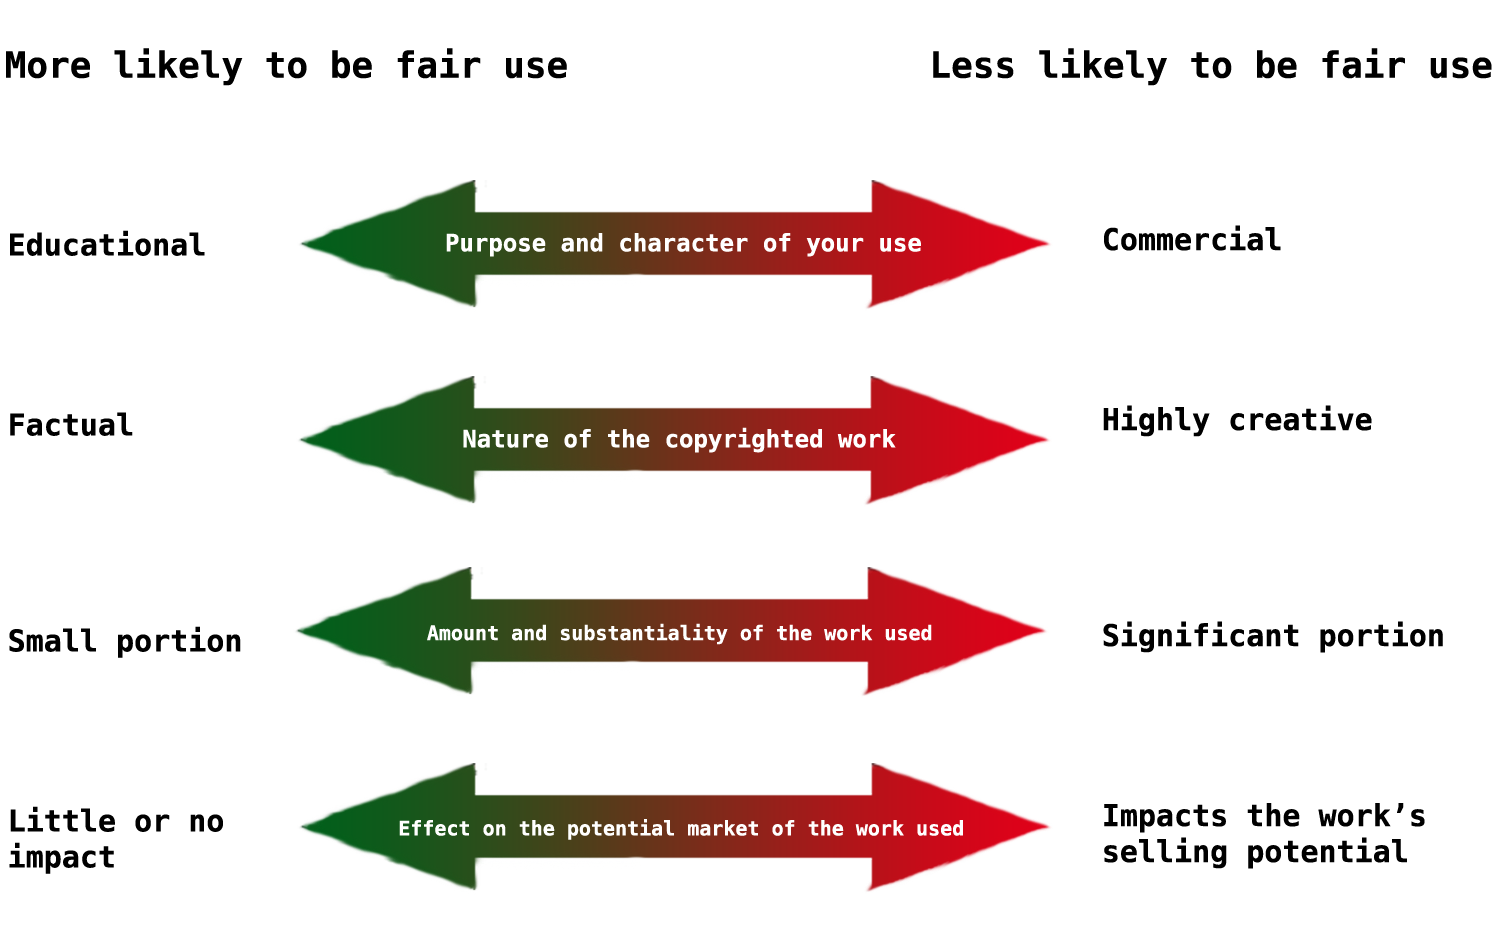 More likely to be fair use
Less likely to be fair use
Educational
Purpose and character of your use
Commercial
Factual
Nature of the copyrighted work
Highly creative
Small portion
Amount and substantiality of the work used
Significant portion
Little or no
impact
Effect on the potential market of the work used
Impacts the work’s
selling potential